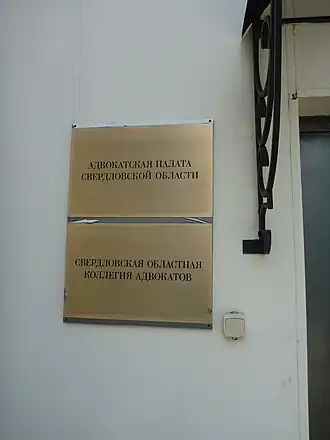 АДВОКАТСКАЯ ПАЛАТА
СВЕРДЛОВСКОЙ ОБЛАСТИ
СВЕРДЛОВСКАЯ ОБЛАСТНАЯ
КОЛЛЕГИЯ АДВОКАТОВ